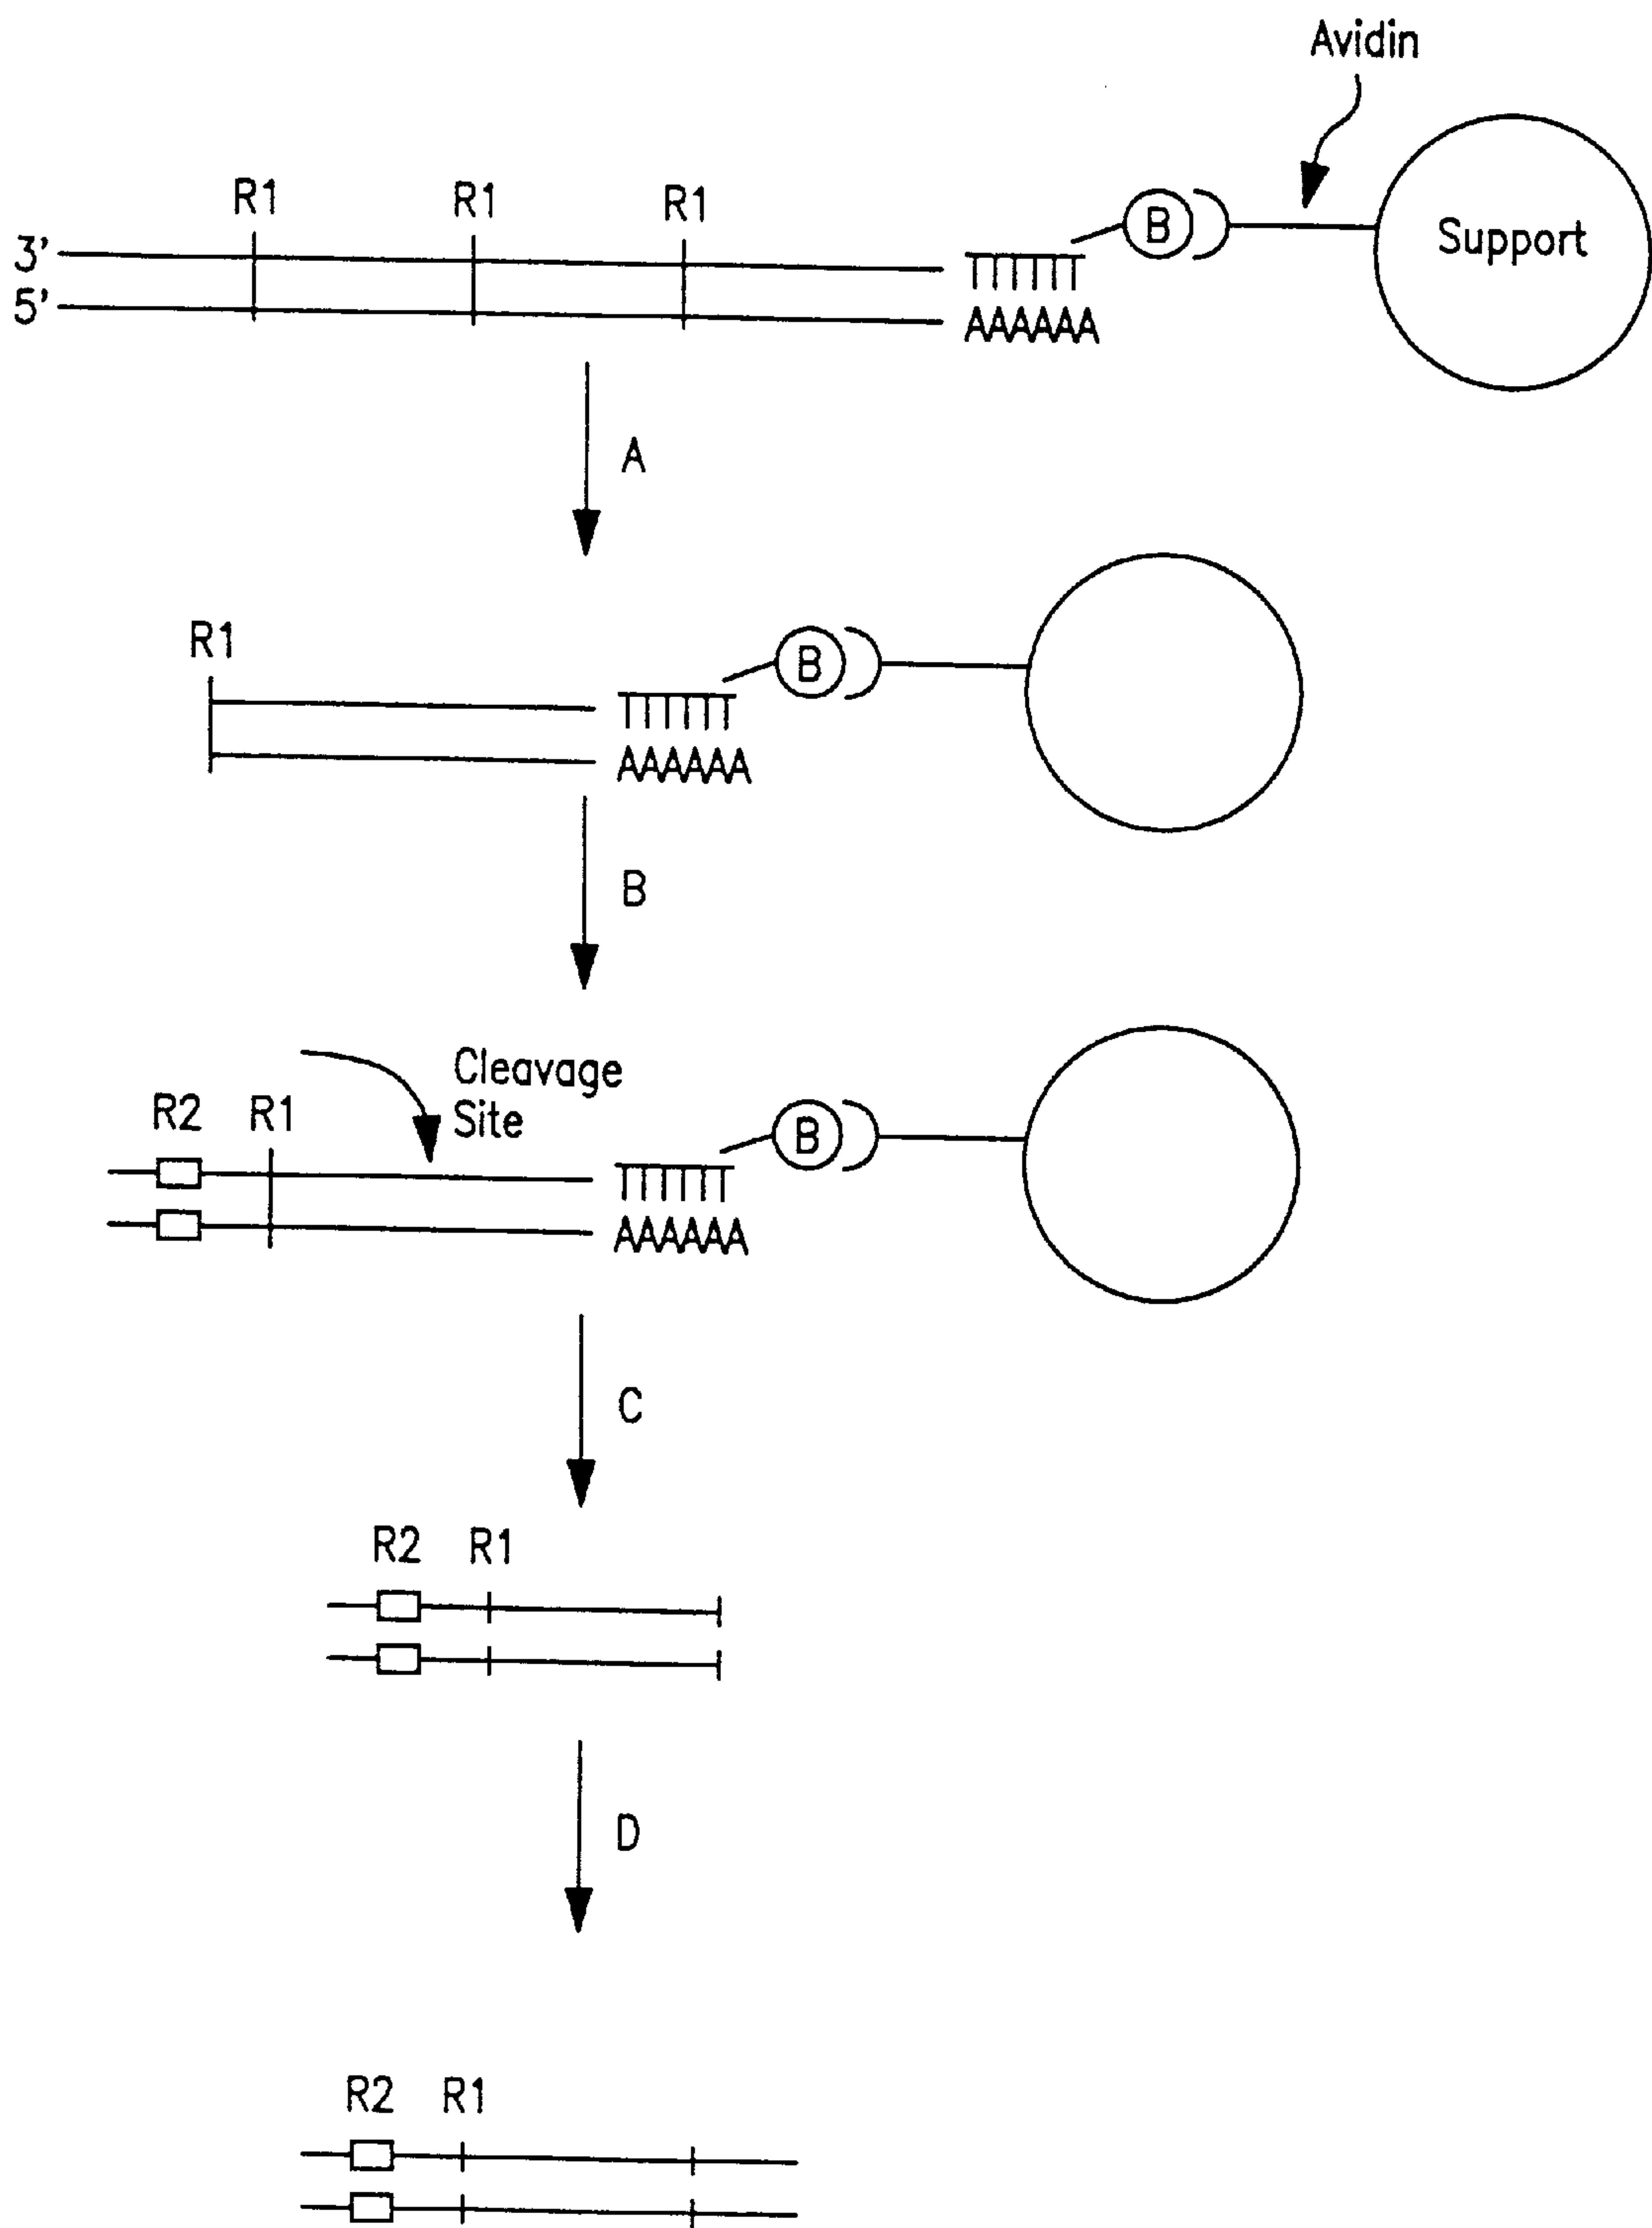 Avidin
R1 R1 R1
3'
5'
B
Support
TTTTTT
AAAAAA
A
R1
B
TTTTTT
AAAAAA
B
Cleavage
Site
R2 R1
B
TTTTTT
AAAAAA
C
R2 R1
D
R2 R1